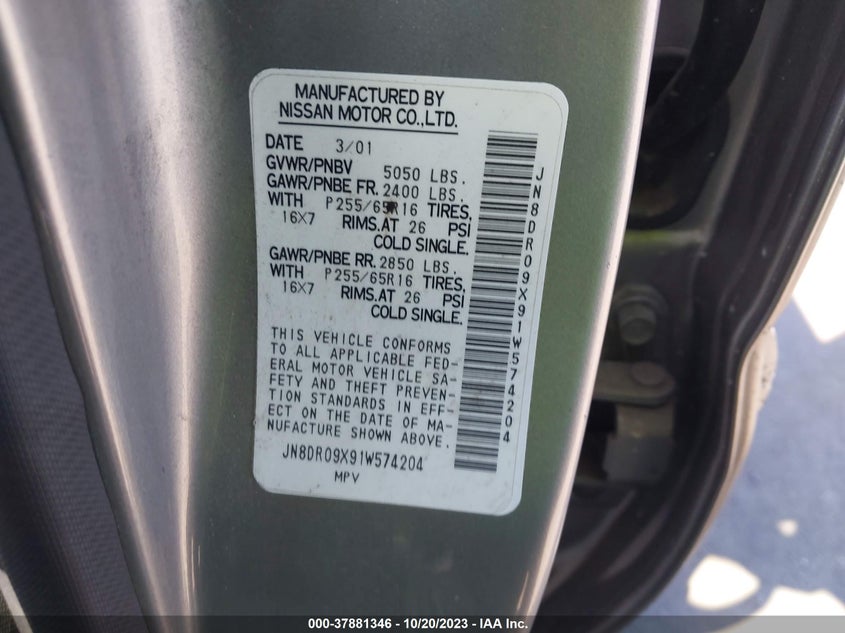 MANUFACTURED BY
NISSAN MOTOR CO.,LTD.
DATE 3/01
GVWR/PNBV 5050 LBS.
GAWR/PNBE FR. 2400 LBS.
WITH P255/65R16 TIRES,
16X7 RIMS.AT 26 PSI
COLD SINGLE.
GAWR/PNBE RR. 2850 LBS.
WITH P255/65R16 TIRES,
16X7 RIMS.AT 26 PSI
COLD SINGLE.
THIS VEHICLE CONFORMS
TO ALL APPLICABLE FED-
ERAL MOTOR VEHICLE SA-
FETY AND THEFT PREVEN-
TION STANDARDS IN EFF-
ECT ON THE DATE OF MA-
NUFACTURE SHOWN ABOVE.
JN8DR09X91W574204
MPV
JN8DR09X91W574204
000-37881346 | 10/20/2023 | IAA, Inc.